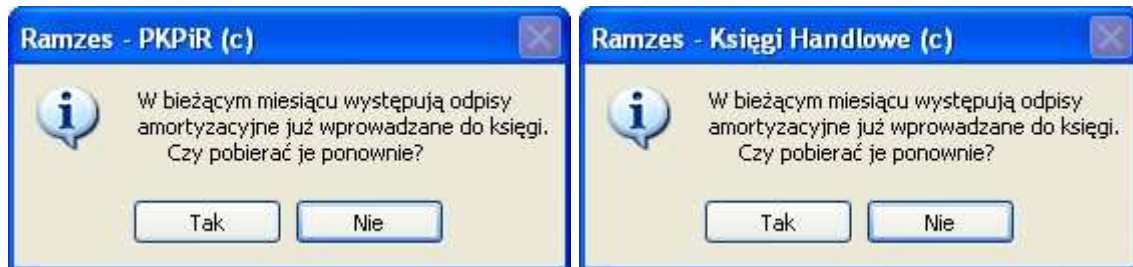 Ramzes - PKPiR (c)
W bieżącym miesiącu występują odpisy
amortyzacyjne już wprowadzane do księgi.
Czy pobierać je ponownie?
Tak
Nie
Ramzes - Księgi Handlowe (c)
W bieżącym miesiącu występują odpisy
amortyzacyjne już wprowadzane do księgi.
Czy pobierać je ponownie?
Tak
Nie